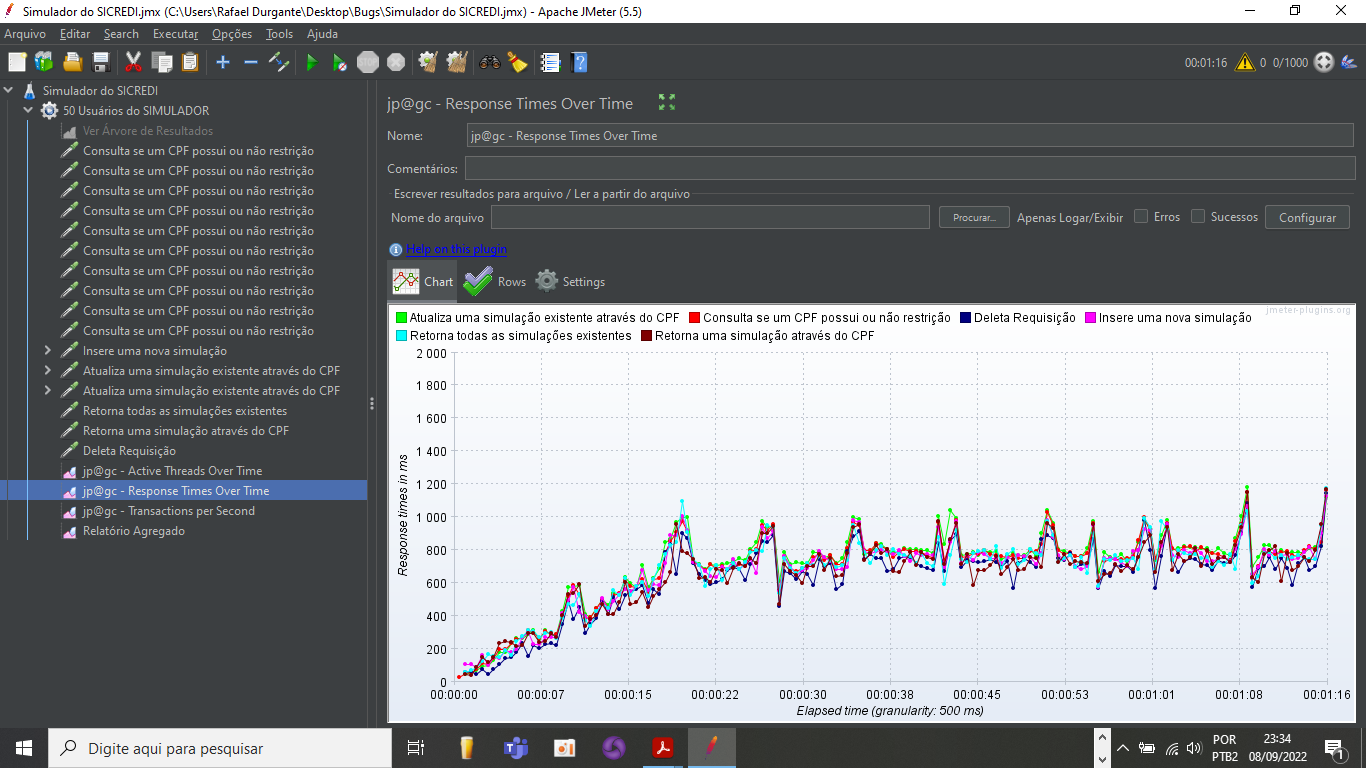 Simulador do SICREDI.jmx (C:\Users\Rafael Durgante\Desktop\Bugs\Simulador do SICREDI.jmx) - Apache JMeter (5.5)
Arquivo Editar Search Executar Opções Tools Ajuda
STOP 00:01:16 0 0/1000
Simulador do SICREDI
50 Usuários do SIMULADOR
Ver Árvore de Resultados
Consulta se um CPF possui ou não restrição
Consulta se um CPF possui ou não restrição
Consulta se um CPF possui ou não restrição
Consulta se um CPF possui ou não restrição
Consulta se um CPF possui ou não restrição
Consulta se um CPF possui ou não restrição
Consulta se um CPF possui ou não restrição
Consulta se um CPF possui ou não restrição
Consulta se um CPF possui ou não restrição
Consulta se um CPF possui ou não restrição
Insere uma nova simulação
Atualiza uma simulação existente através do CPF
Atualiza uma simulação existente através do CPF
Retorna todas as simulações existentes
Retorna uma simulação através do CPF
Deleta Requisição
jp@gc - Active Threads Over Time
jp@gc - Response Times Over Time
jp@gc - Transactions per Second
Relatório Agregado
jp@gc - Response Times Over Time
Nome: jp@gc - Response Times Over Time
Comentários:
Escrever resultados para arquivo / Ler a partir do arquivo
Nome do arquivo Procurar... Apenas Logar/Exibir Erros Sucessos Configurar
Help on this plugin
Chart Rows Settings
Atualiza uma simulação existente através do CPF Consulta se um CPF possui ou não restrição Deleta Requisição Insere uma nova simulação
jmeter-plugins.org
Retorna todas as simulações existentes Retorna uma simulação através do CPF
2 000
1 800
1 600
1 400
1 200
1 000
800
600
400
200
0
Response times in ms
00:00:00 00:00:07 00:00:15 00:00:22 00:00:30 00:00:38 00:00:45 00:00:53 00:01:01 00:01:08 00:01:16
Elapsed time (granularity: 500 ms)
Digite aqui para pesquisar
POR
PTB2
23:34
08/09/2022
1